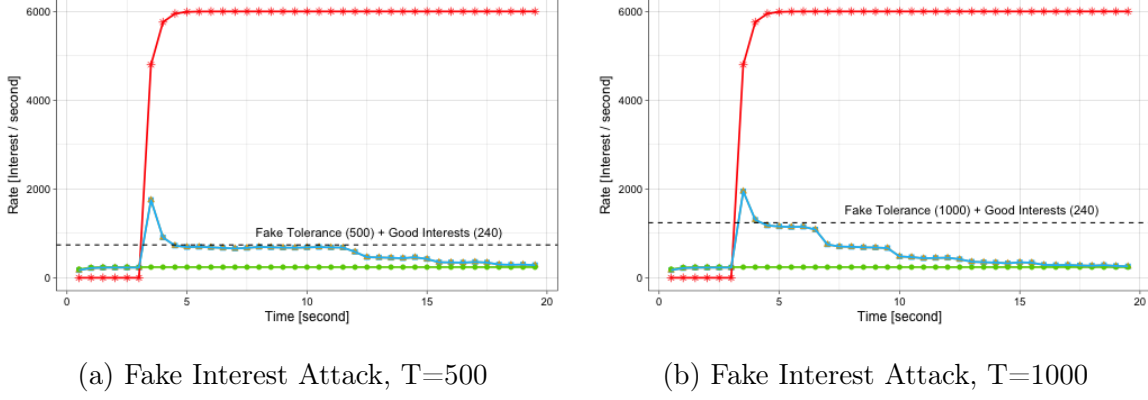 6000
4000
2000
0
Rate [Interest / second]
Fake Tolerance (500) + Good Interests (240)
0
5
10
15
20
Time [second]
(a) Fake Interest Attack, T=500
6000
4000
2000
0
Rate [Interest / second]
Fake Tolerance (1000) + Good Interests (240)
0
5
10
15
20
Time [second]
(b) Fake Interest Attack, T=1000